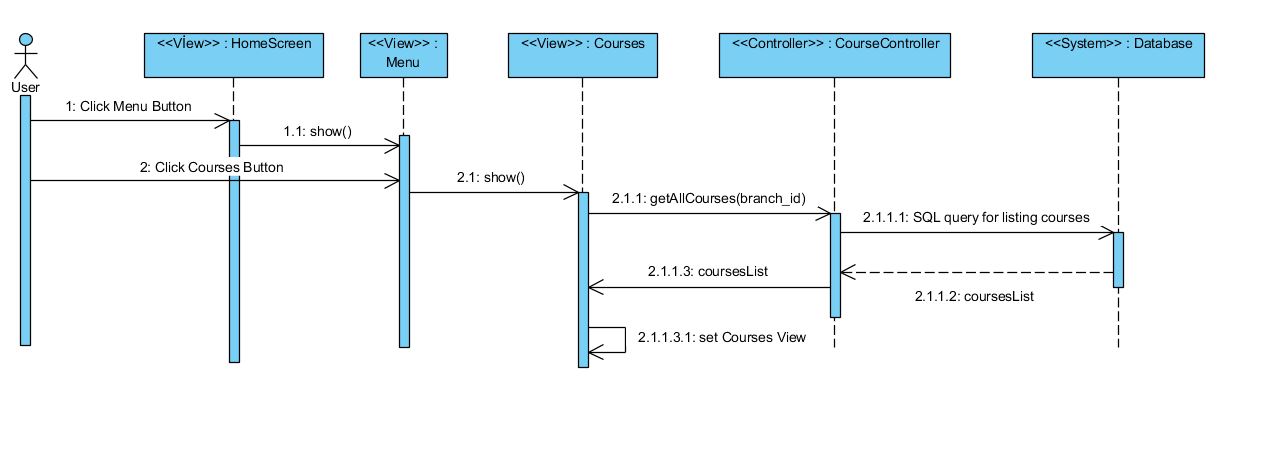 <<Vİew>> : HomeScreen
<<View>> :
Menu
<<View>> : Courses
<<Controller>> : CourseController
<<System>> : Database
User
1: Click Menu Button
1.1: show()
2: Click Courses Button
2.1: show()
2.1.1: getAllCourses(branch_id)
2.1.1.1: SQL query for listing courses
2.1.1.3: coursesList
2.1.1.2: coursesList
2.1.1.3.1: set Courses View